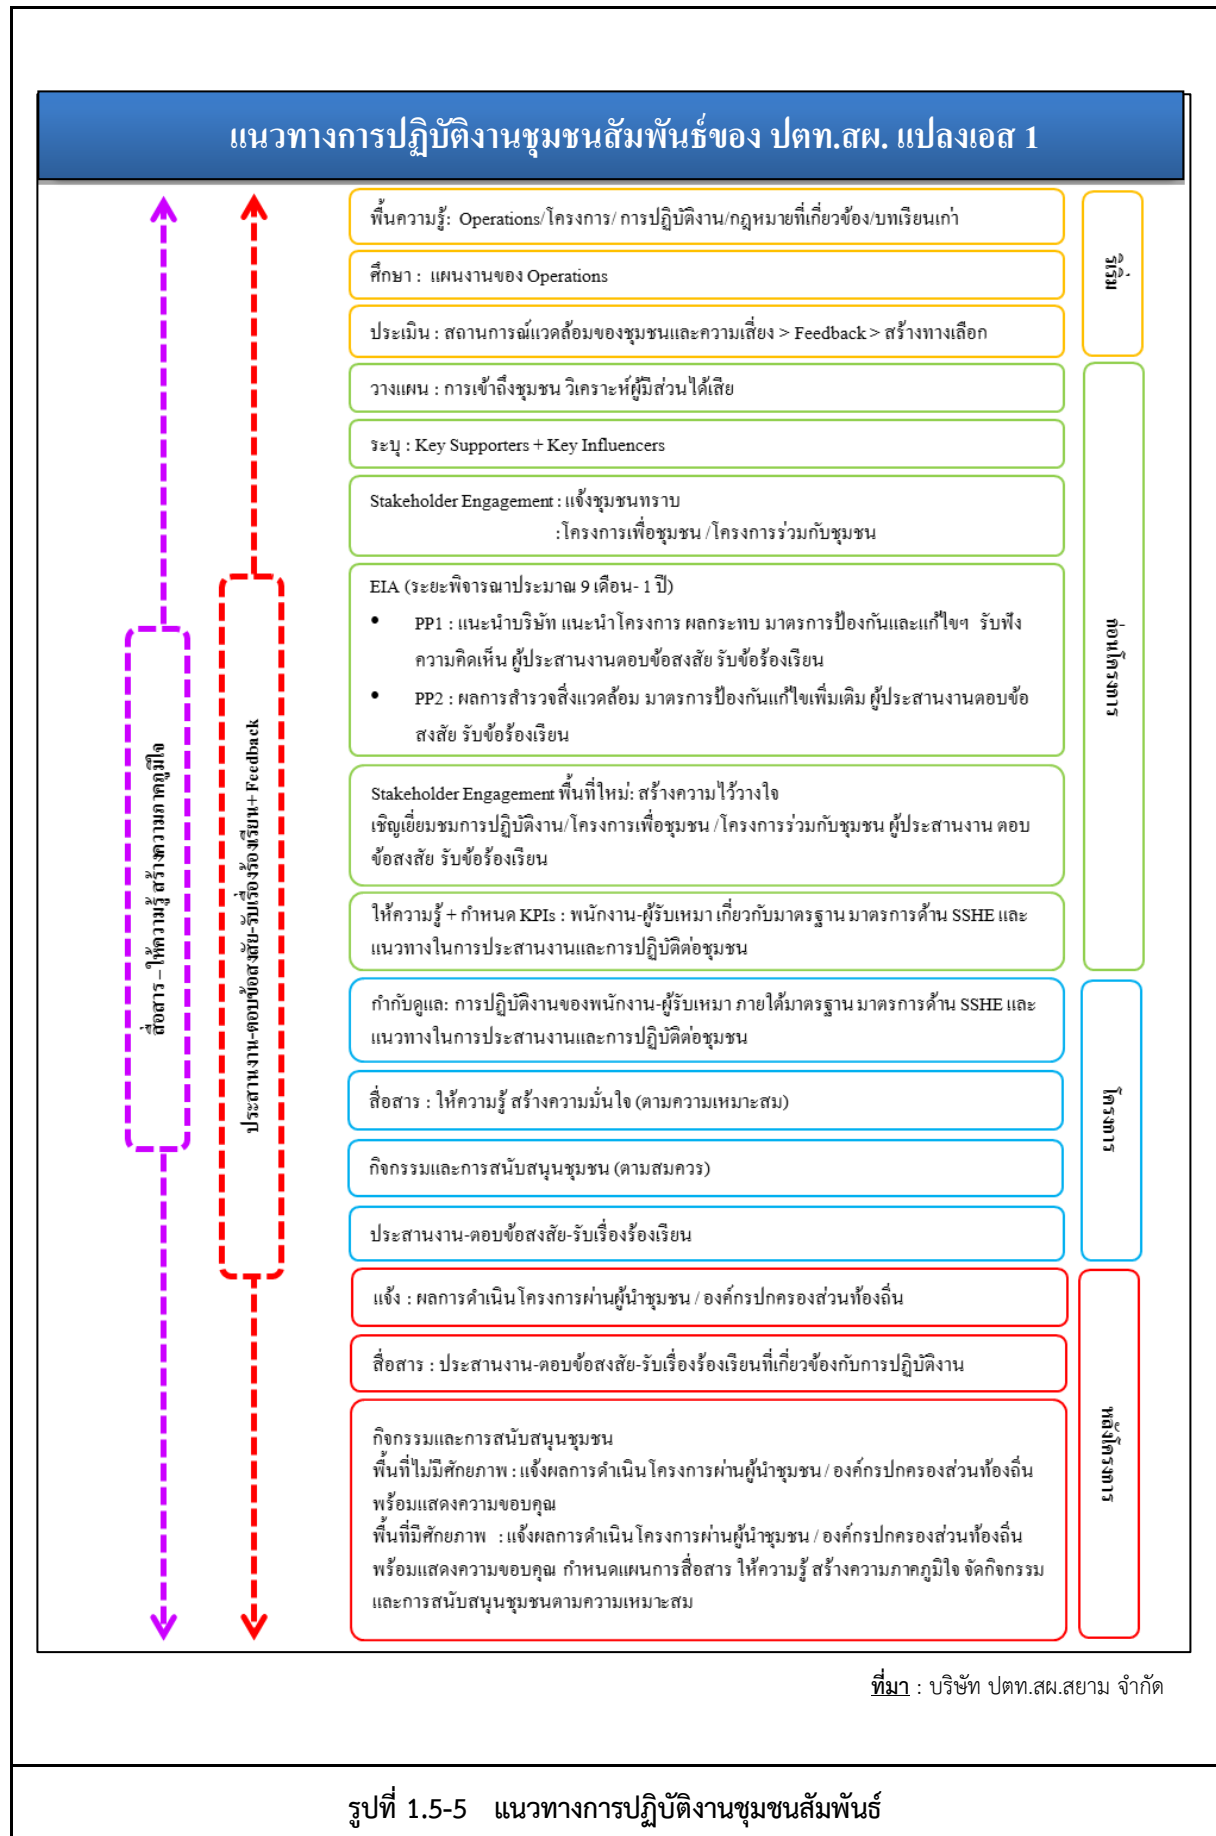 แนวทางการปฏิบัติงานชุมชนสัมพันธ์ของ ปตท.สผ. แปลงเอส 1
สื่อสาร – ให้ความรู้ สร้างความภาคภูมิใจ
ประสานงาน-ตอบข้อสงสัย-รับเรื่องร้องเรียน+ Feedback
ริเริ่ม
พื้นความรู้: Operations/โครงการ/ การปฏิบัติงาน/กฎหมายที่เกี่ยวข้อง/บทเรียนเก่า
ศึกษา : แผนงานของ Operations
ประเมิน : สถานการณ์แวดล้อมของชุมชนและความเสี่ยง > Feedback > สร้างทางเลือก
ก่อนโครงการ
วางแผน : การเข้าถึงชุมชน วิเคราะห์ผู้มีส่วนได้เสีย
ระบุ : Key Supporters + Key Influencers
Stakeholder Engagement : แจ้งชุมชนทราบ
:โครงการเพื่อชุมชน /โครงการร่วมกับชุมชน
EIA (ระยะพิจารณาประมาณ 9 เดือน- 1 ปี)
• PP1 : แนะนำบริษัท แนะนำโครงการ ผลกระทบ มาตรการป้องกันและแก้ไขฯ รับฟัง
ความคิดเห็น ผู้ประสานงานตอบข้อสงสัย รับข้อร้องเรียน
• PP2 : ผลการสำรวจสิ่งแวดล้อม มาตรการป้องกันแก้ไขเพิ่มเติม ผู้ประสานงานตอบข้อ
สงสัย รับข้อร้องเรียน
Stakeholder Engagement พื้นที่ใหม่: สร้างความไว้วางใจ
เชิญเยี่ยมชมการปฏิบัติงาน/โครงการเพื่อชุมชน /โครงการร่วมกับชุมชน ผู้ประสานงาน ตอบ
ข้อสงสัย รับข้อร้องเรียน
ให้ความรู้ + กำหนด KPIs : พนักงาน-ผู้รับเหมา เกี่ยวกับมาตรฐาน มาตรการด้าน SSHE และ
แนวทางในการประสานงานและการปฏิบัติต่อชุมชน
โครงการ
กำกับดูแล: การปฏิบัติงานของพนักงาน-ผู้รับเหมา ภายใต้มาตรฐาน มาตรการด้าน SSHE และ
แนวทางในการประสานงานและการปฏิบัติต่อชุมชน
สื่อสาร : ให้ความรู้ สร้างความมั่นใจ (ตามความเหมาะสม)
กิจกรรมและการสนับสนุนชุมชน (ตามสมควร)
ประสานงาน-ตอบข้อสงสัย-รับเรื่องร้องเรียน
หลังโครงการ
แจ้ง : ผลการดำเนินโครงการผ่านผู้นำชุมชน / องค์กรปกครองส่วนท้องถิ่น
สื่อสาร : ประสานงาน-ตอบข้อสงสัย-รับเรื่องร้องเรียนที่เกี่ยวข้องกับการปฏิบัติงาน
กิจกรรมและการสนับสนุนชุมชน
พื้นที่ไม่มีศักยภาพ : แจ้งผลการดำเนินโครงการผ่านผู้นำชุมชน / องค์กรปกครองส่วนท้องถิ่น
พร้อมแสดงความขอบคุณ
พื้นที่มีศักยภาพ : แจ้งผลการดำเนินโครงการผ่านผู้นำชุมชน / องค์กรปกครองส่วนท้องถิ่น
พร้อมแสดงความขอบคุณ กำหนดแผนการสื่อสาร ให้ความรู้ สร้างความภาคภูมิใจ จัดกิจกรรม
และการสนับสนุนชุมชนตามความเหมาะสม
ที่มา : บริษัท ปตท.สผ.สยาม จำกัด
รูปที่ 1.5-5 แนวทางการปฏิบัติงานชุมชนสัมพันธ์